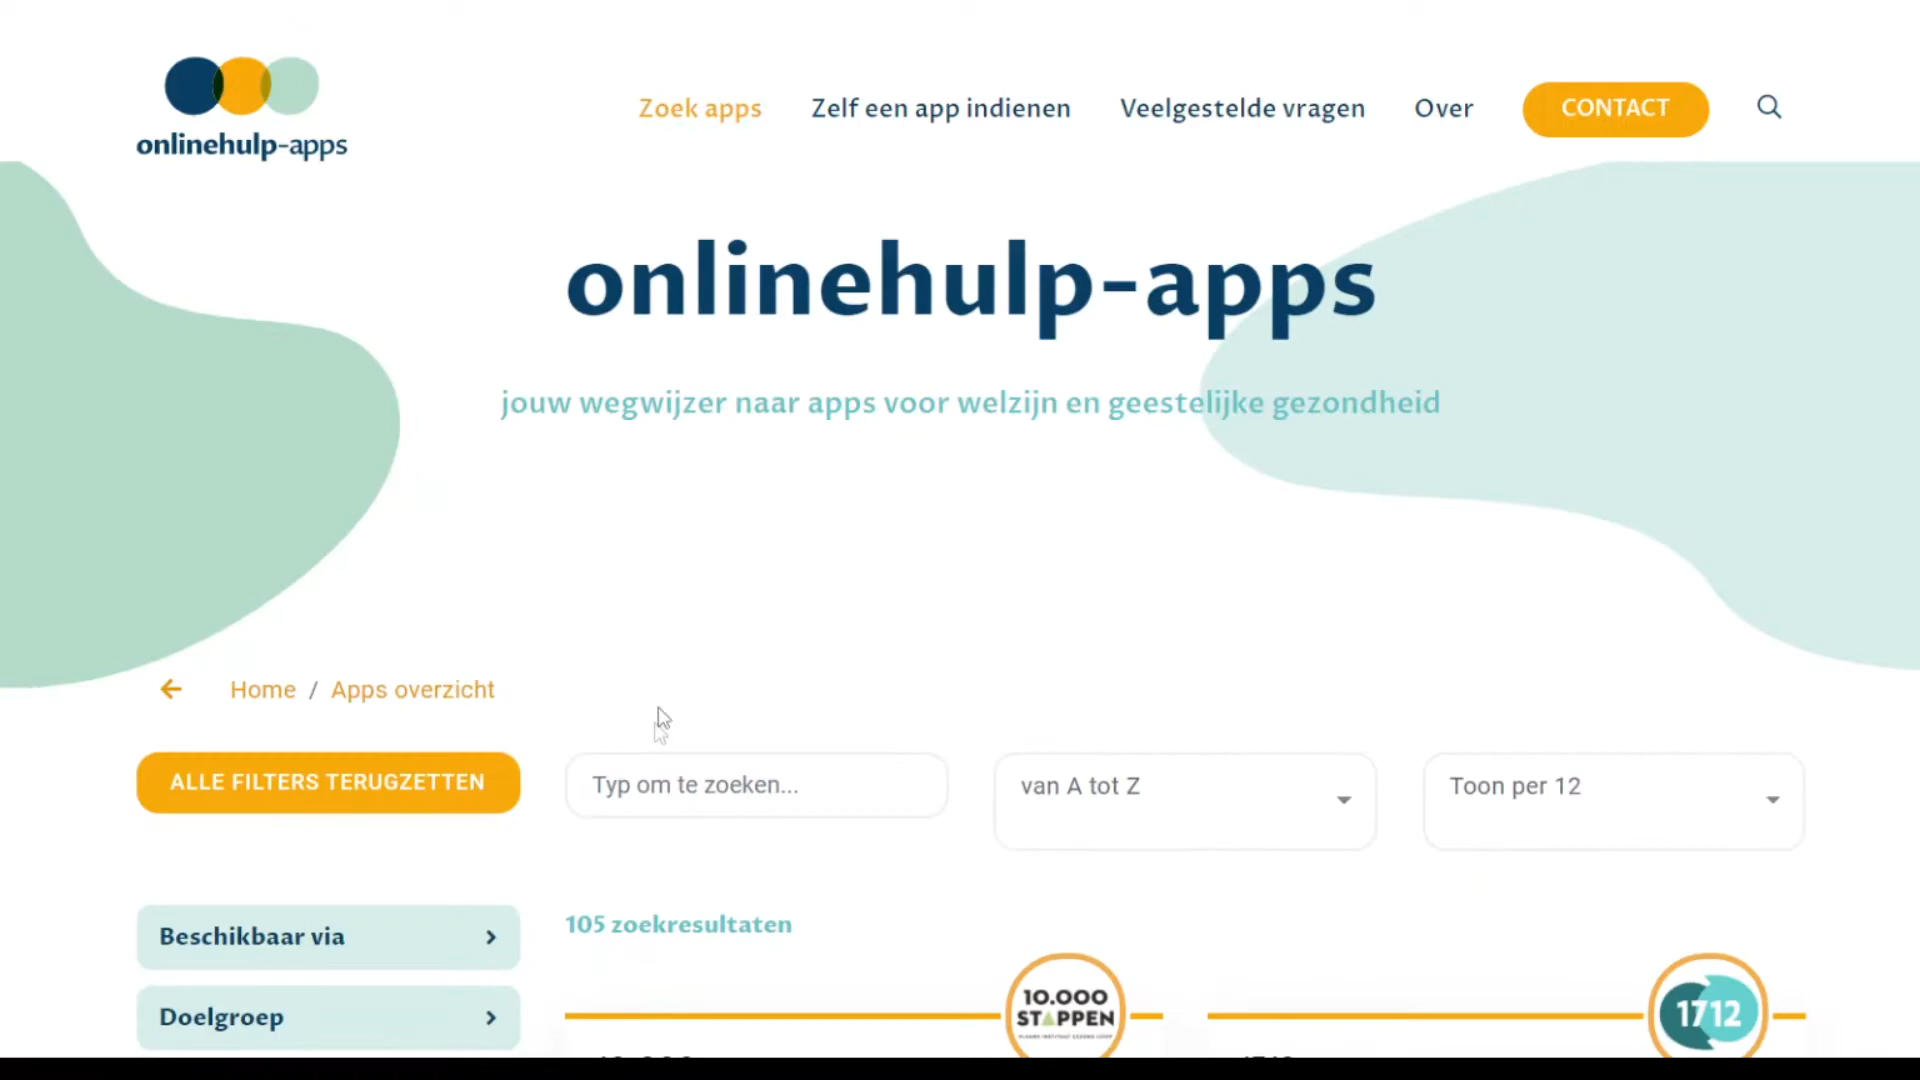 onlinehulp-apps
Zoek apps
Zelf een app indienen
Veelgestelde vragen
Over
CONTACT
onlinehulp-apps
jouw wegwijzer naar apps voor welzijn en geestelijke gezondheid
Home / Apps overzicht
ALLE FILTERS TERUGZETTEN
Typ om te zoeken...
van A tot Z
Toon per 12
Beschikbaar via
Doelgroep
105 zoekresultaten
10.000
STAPPEN
1712